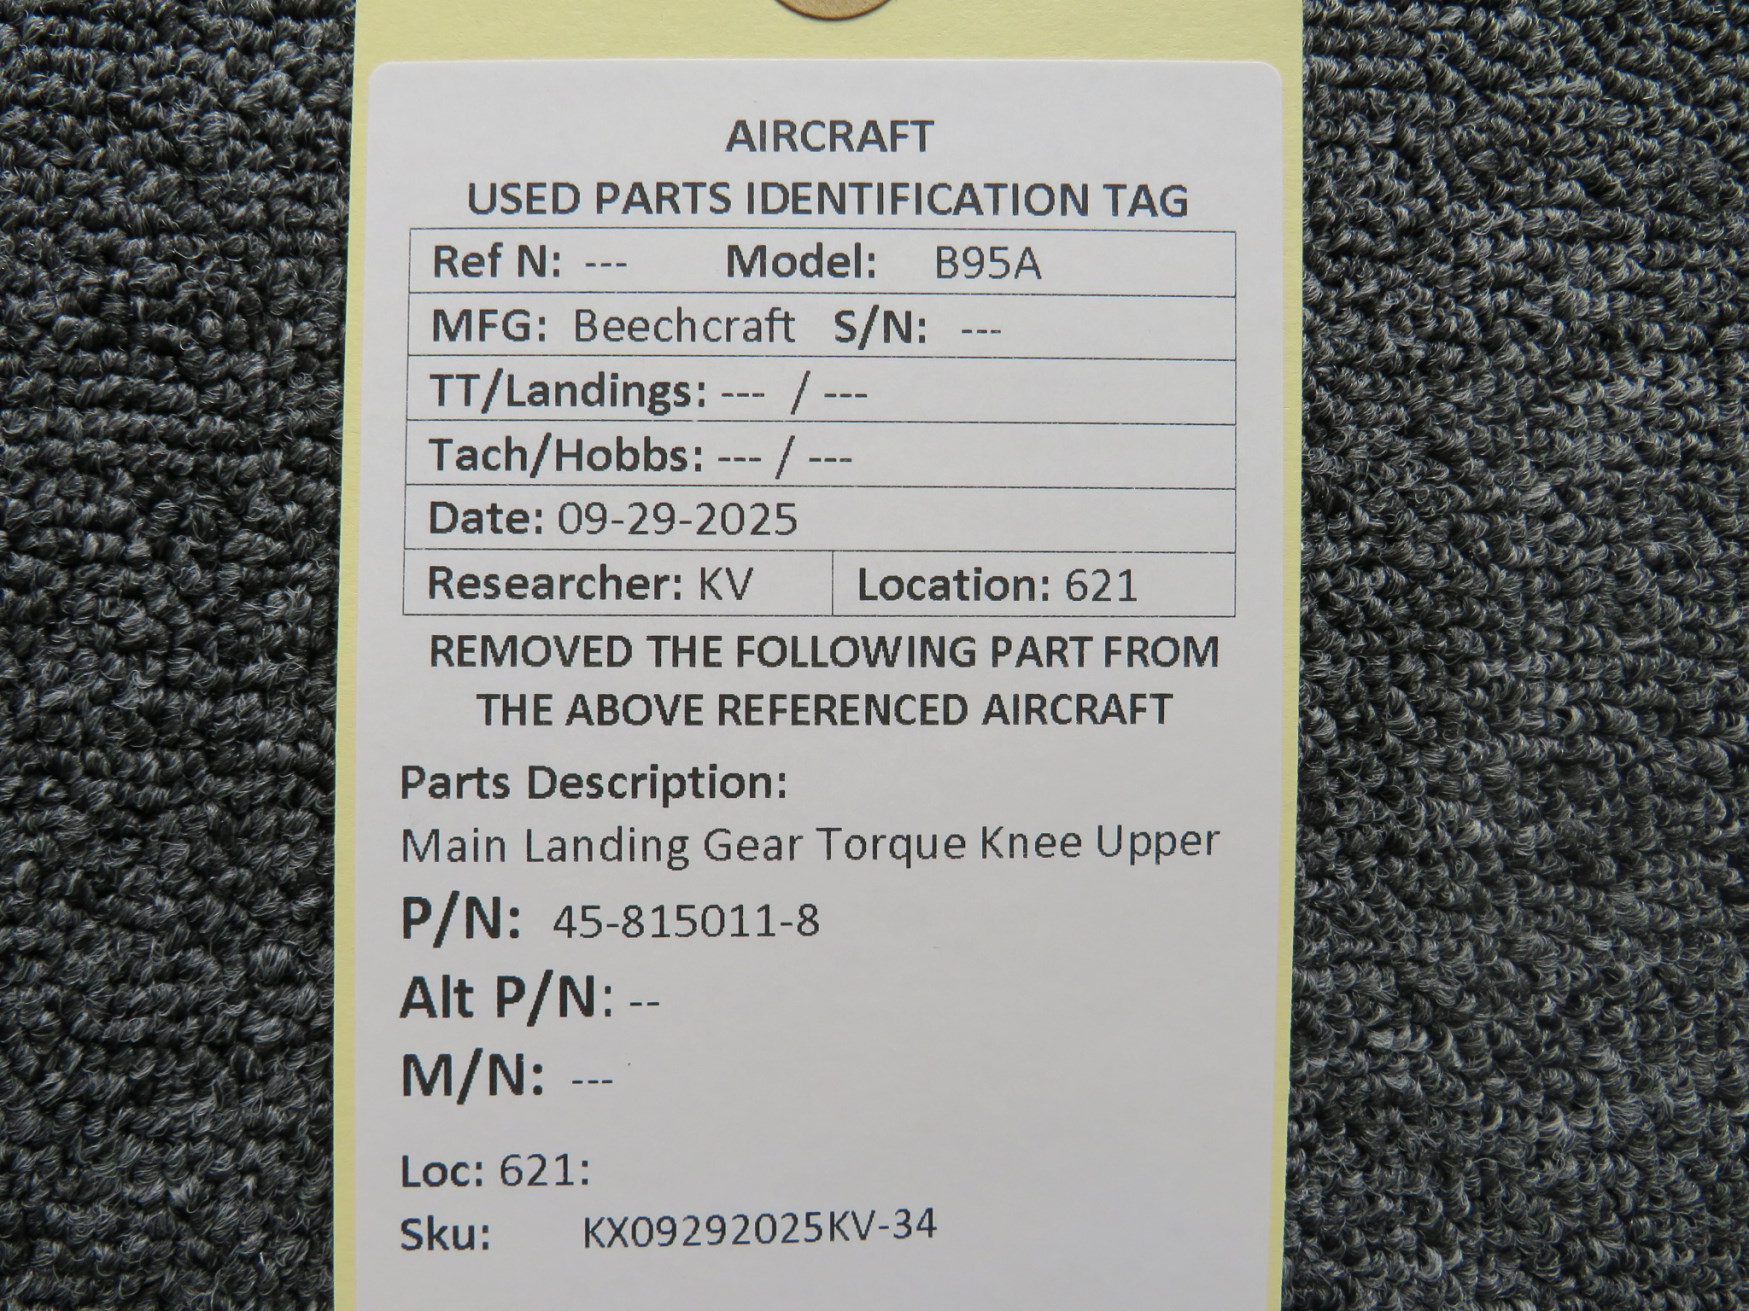 AIRCRAFT
USED PARTS IDENTIFICATION TAG
Ref N: --- Model: B95A
MFG: Beechcraft S/N: ---
TT/Landings: --- / ---
Tach/Hobbs: --- / ---
Date: 09-29-2025
Researcher: KV Location: 621
REMOVED THE FOLLOWING PART FROM
THE ABOVE REFERENCED AIRCRAFT
Parts Description:
Main Landing Gear Torque Knee Upper
P/N: 45-815011-8
Alt P/N: --
M/N: ---
Loc: 621:
Sku: KX09292025KV-34